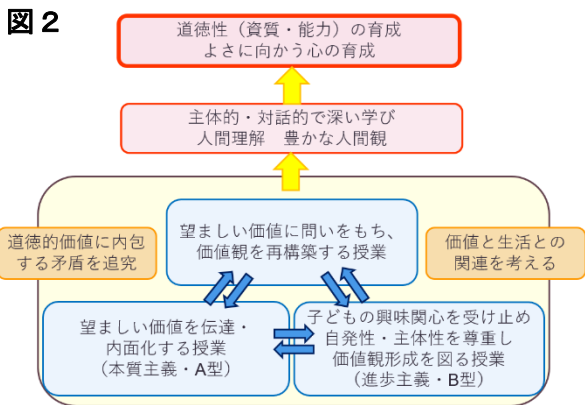 図２
道徳性（資質・能力）の育成
よさに向かう心の育成
主体的・対話的で深い学び
人間理解　豊かな人間観
望ましい価値に問いをもち、
価値観を再構築する授業
道徳的価値に内包
する矛盾を追究
価値と生活との
関連を考える
望ましい価値を伝達・
内面化する授業
（本質主義・A型）
子どもの興味関心を受け止め
自発性・主体性を尊重し
価値観形成を図る授業
（進歩主義・B型）